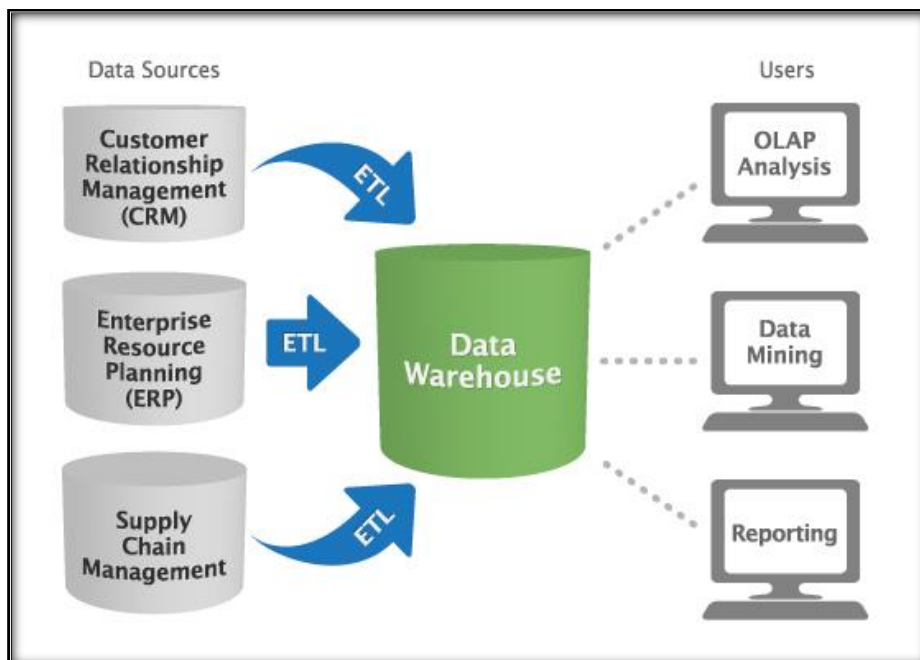 Data Sources
Users
Customer
Relationship
Management
(CRM)
ETL
OLAP
Analysis
Enterprise
Resource
Planning
(ERP)
ETL
Data
Warehouse
Data
Mining
Supply
Chain
Management
ETL
Reporting